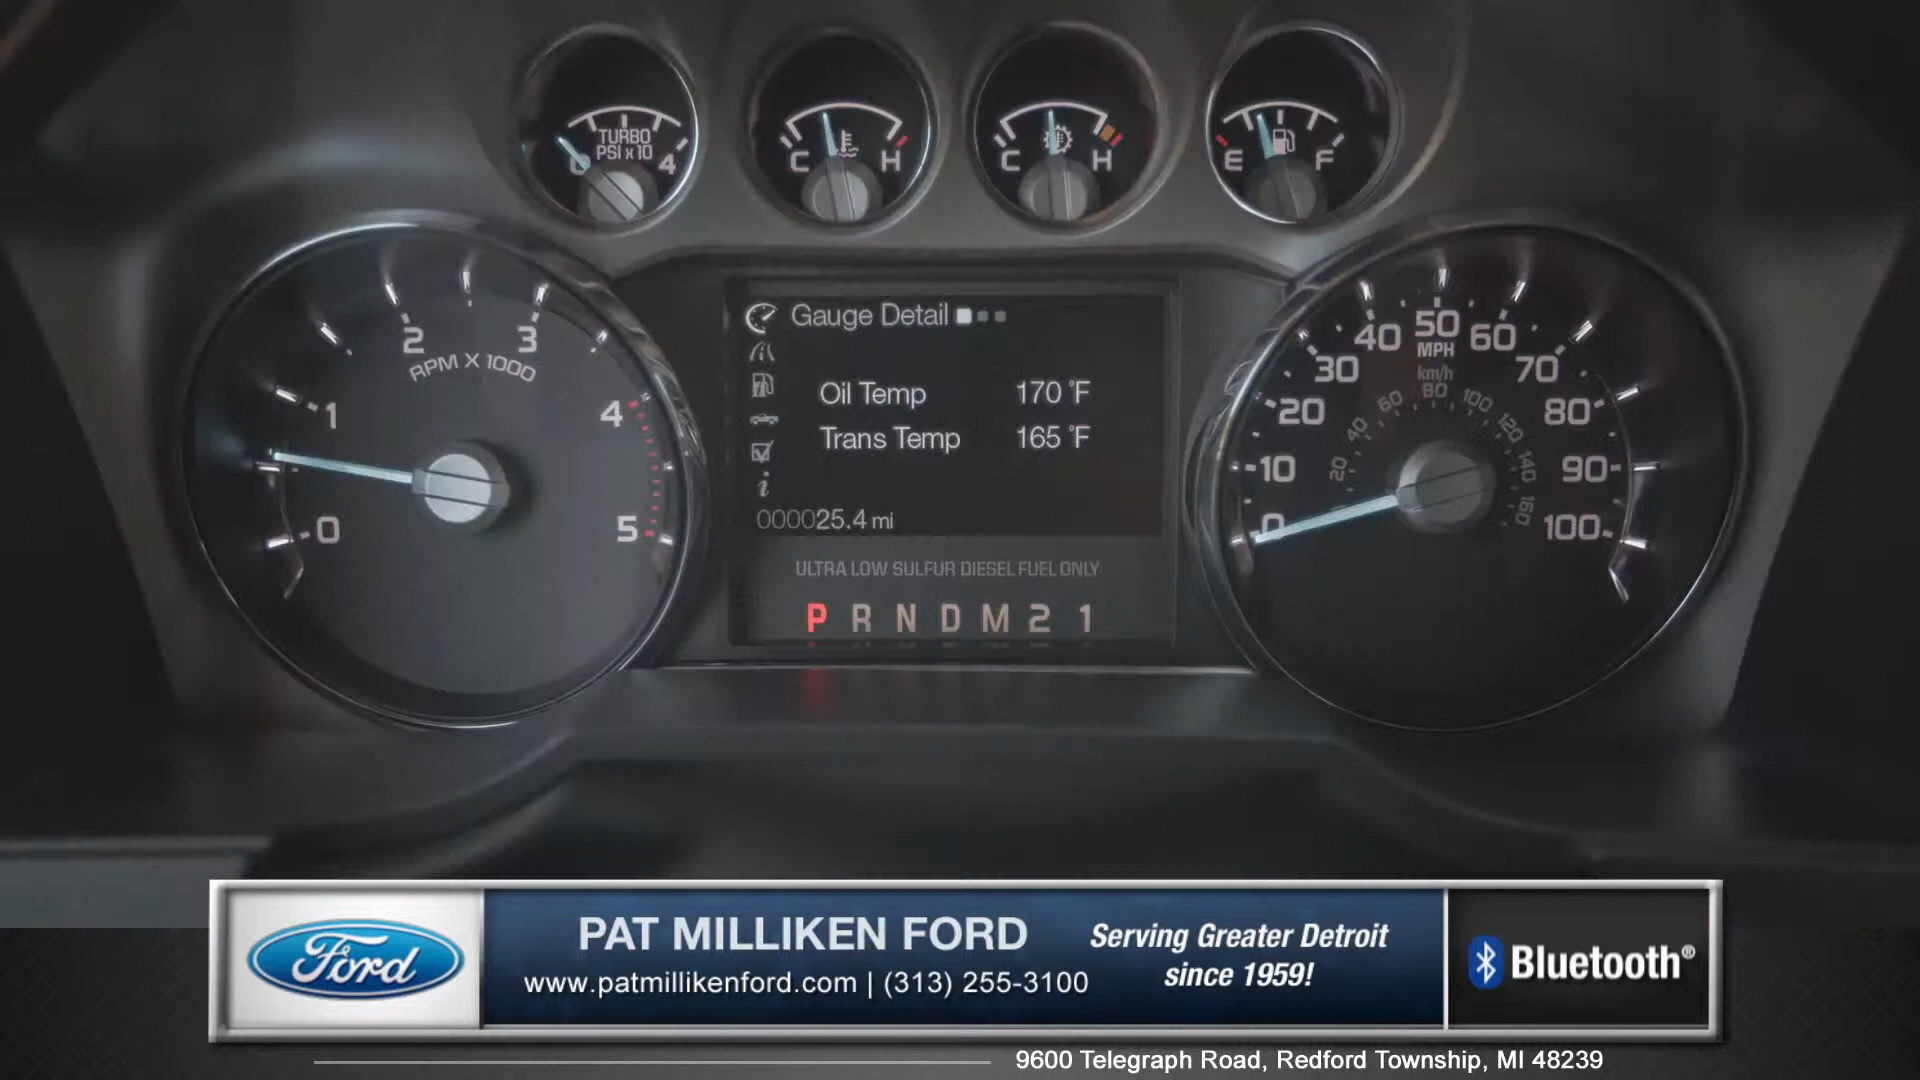 TURBO
PSI x 10
0 4
C H
C H
E F
0 1 2 3 4 5
RPM X 1000
Gauge Detail
Oil Temp 170 °F
Trans Temp 165 °F
000025.4 mi
ULTRA LOW SULFUR DIESEL FUEL ONLY
P R N D M 2 1
0 10 20 30 40 50 60 70 80 90 100
MPH
km/h
20 40 60 80 100 120 140 160
Ford
PAT MILLIKEN FORD
www.patmillikenford.com | (313) 255-3100
Serving Greater Detroit
since 1959!
Bluetooth®
9600 Telegraph Road, Redford Township, MI 48239